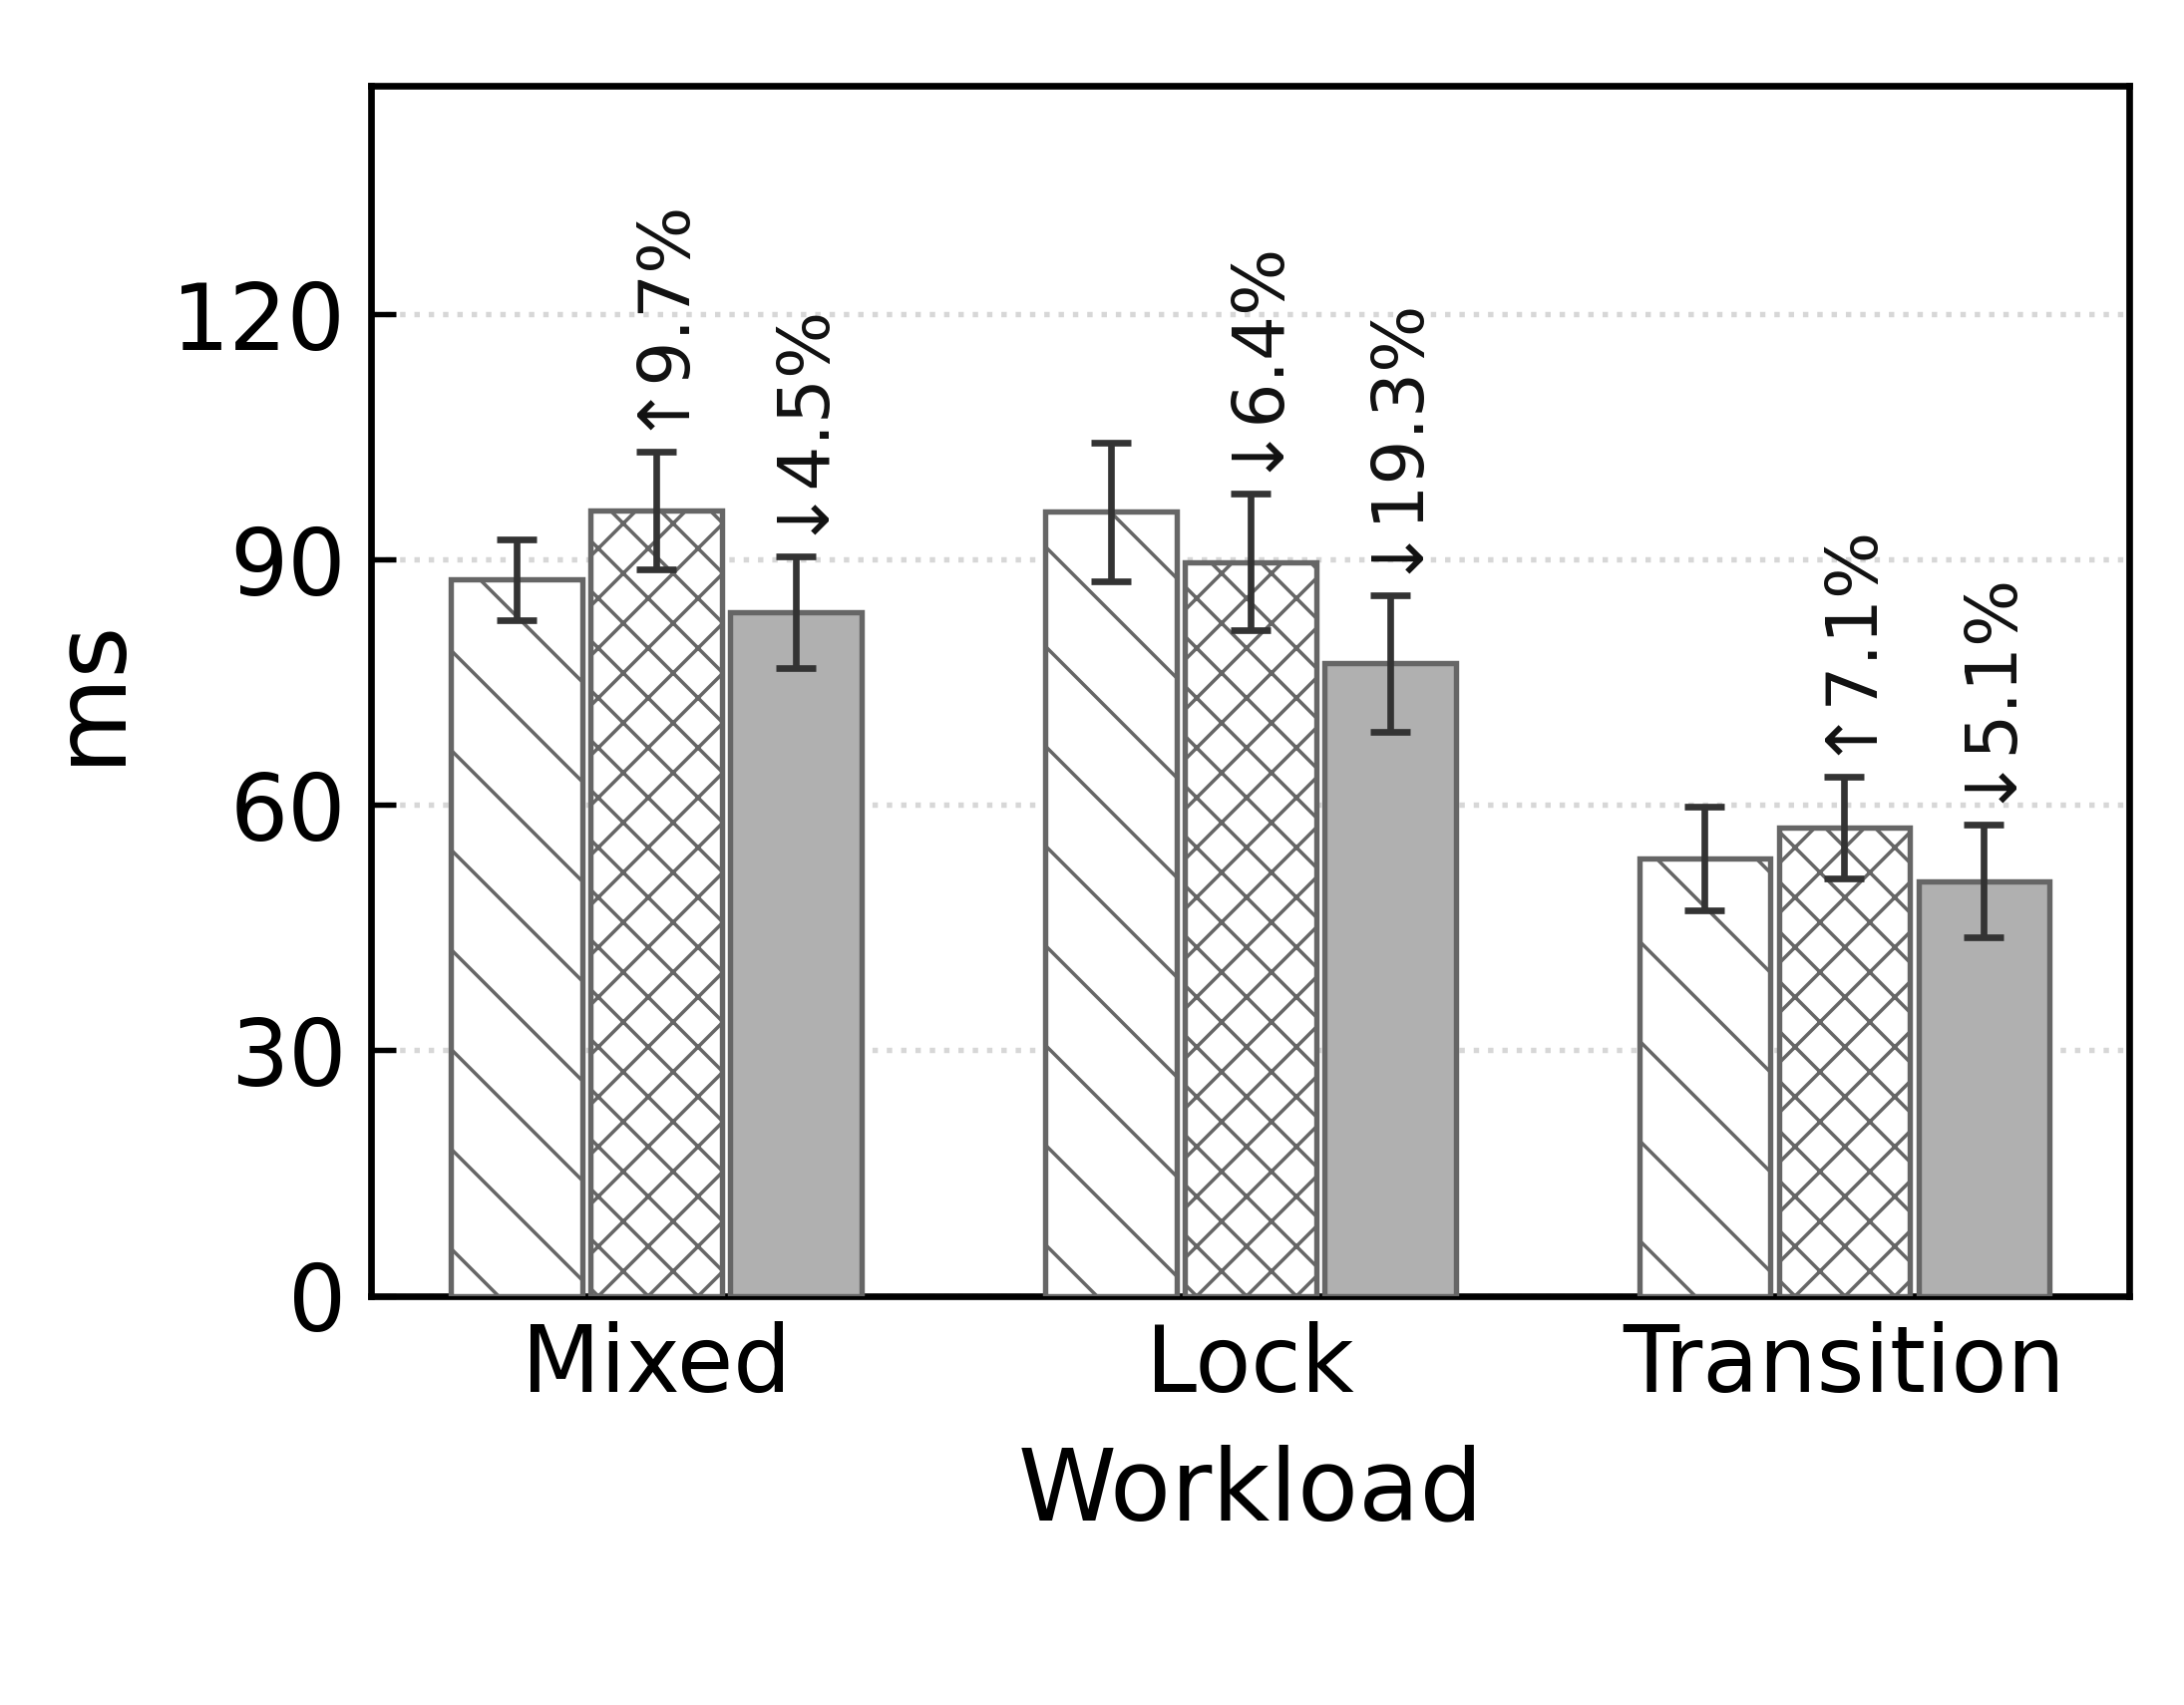 ms
120
90
60
30
0
↑9.7%
↓4.5%
↓6.4%
↓19.3%
↑7.1%
↓5.1%
Mixed
Lock
Transition
Workload